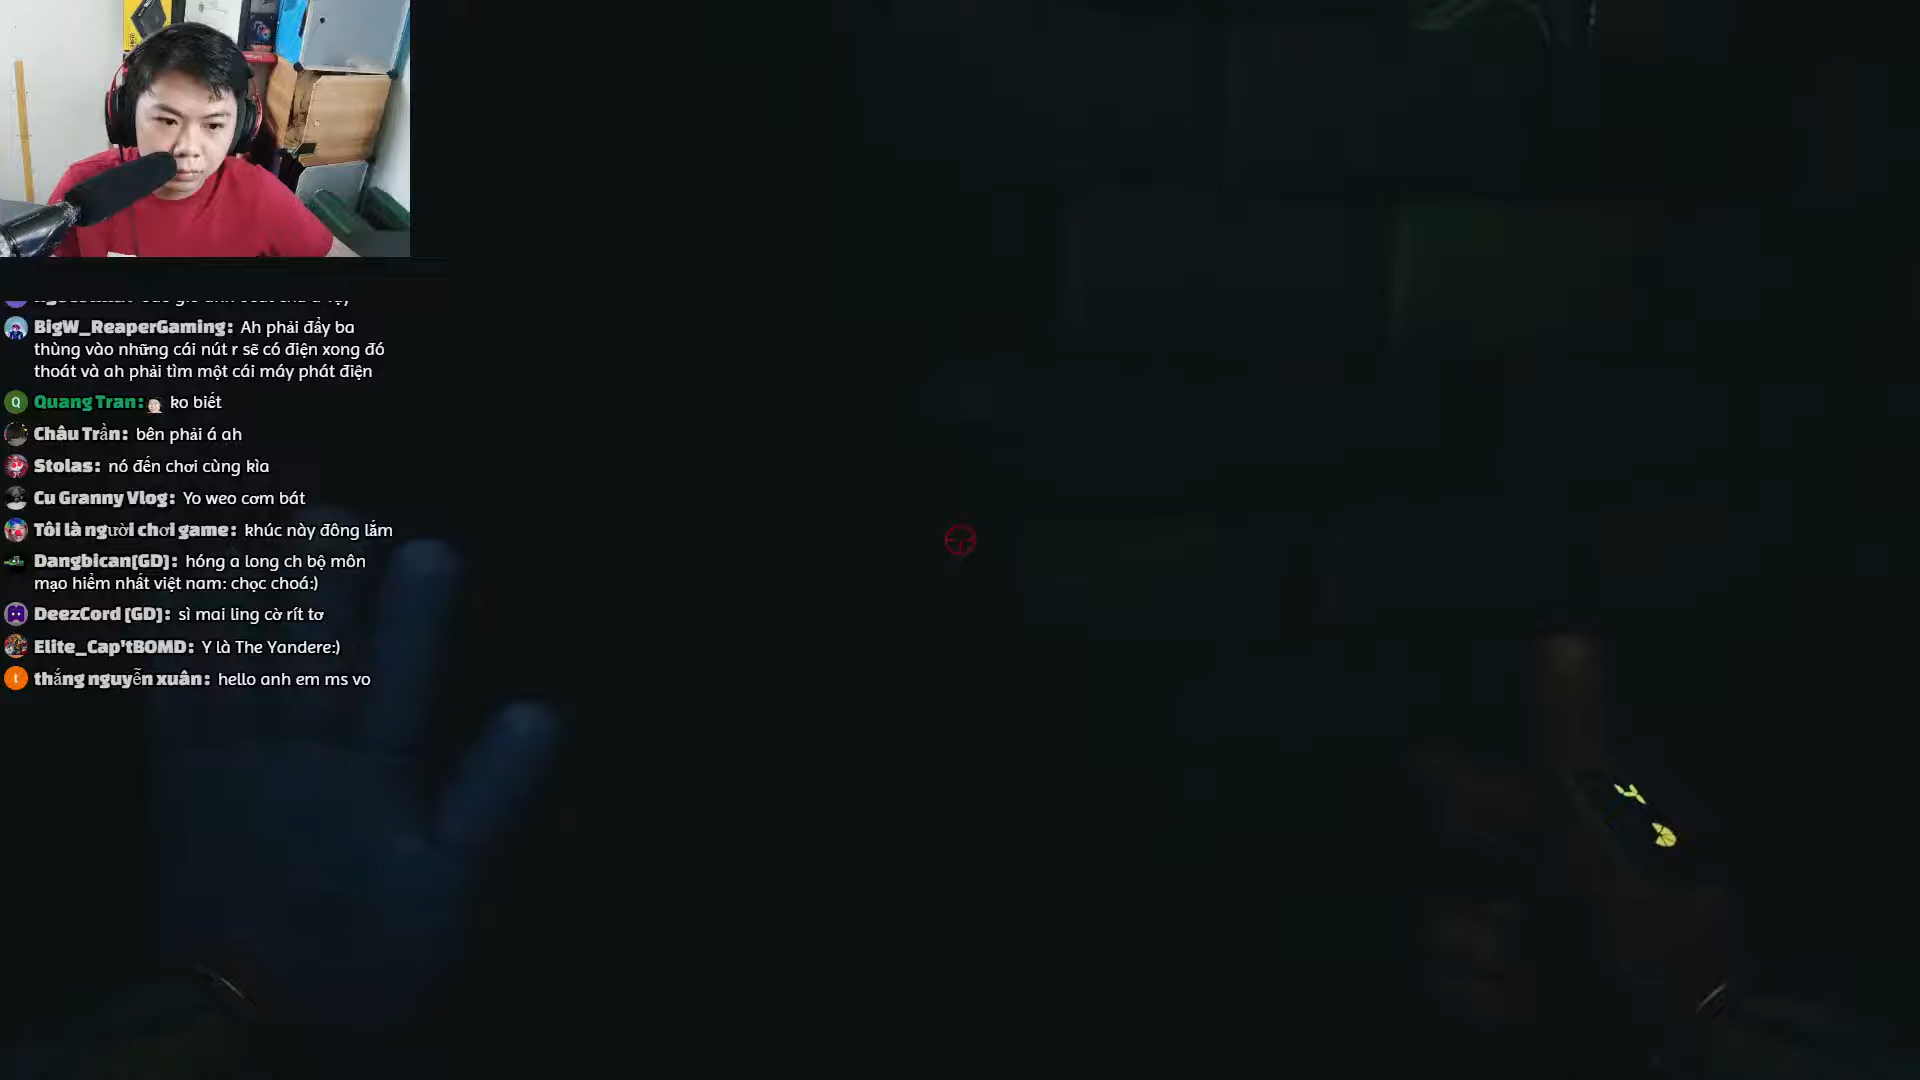 BigW_ReaperGaming: Ah phải đẩy ba
thùng vào những cái nút r sẽ có điện xong đó
thoát và ah phải tìm một cái máy phát điện
Q Quang Tran: ko biết
Châu Trần: bên phải á ah
Stolas: nó đến chơi cùng kìa
Cu Granny Vlog: Yo weo cơm bát
Tôi là người chơi game: khúc này đông lắm
Dangbican[GD]: hóng a long ch bộ môn
mạo hiểm nhất việt nam: chọc choá:)
DeezCord [GD]: sì mai ling cờ rít tơ
Elite_Cap'tBOMD: Y là The Yandere:)
t thắng nguyễn xuân: hello anh em ms vo